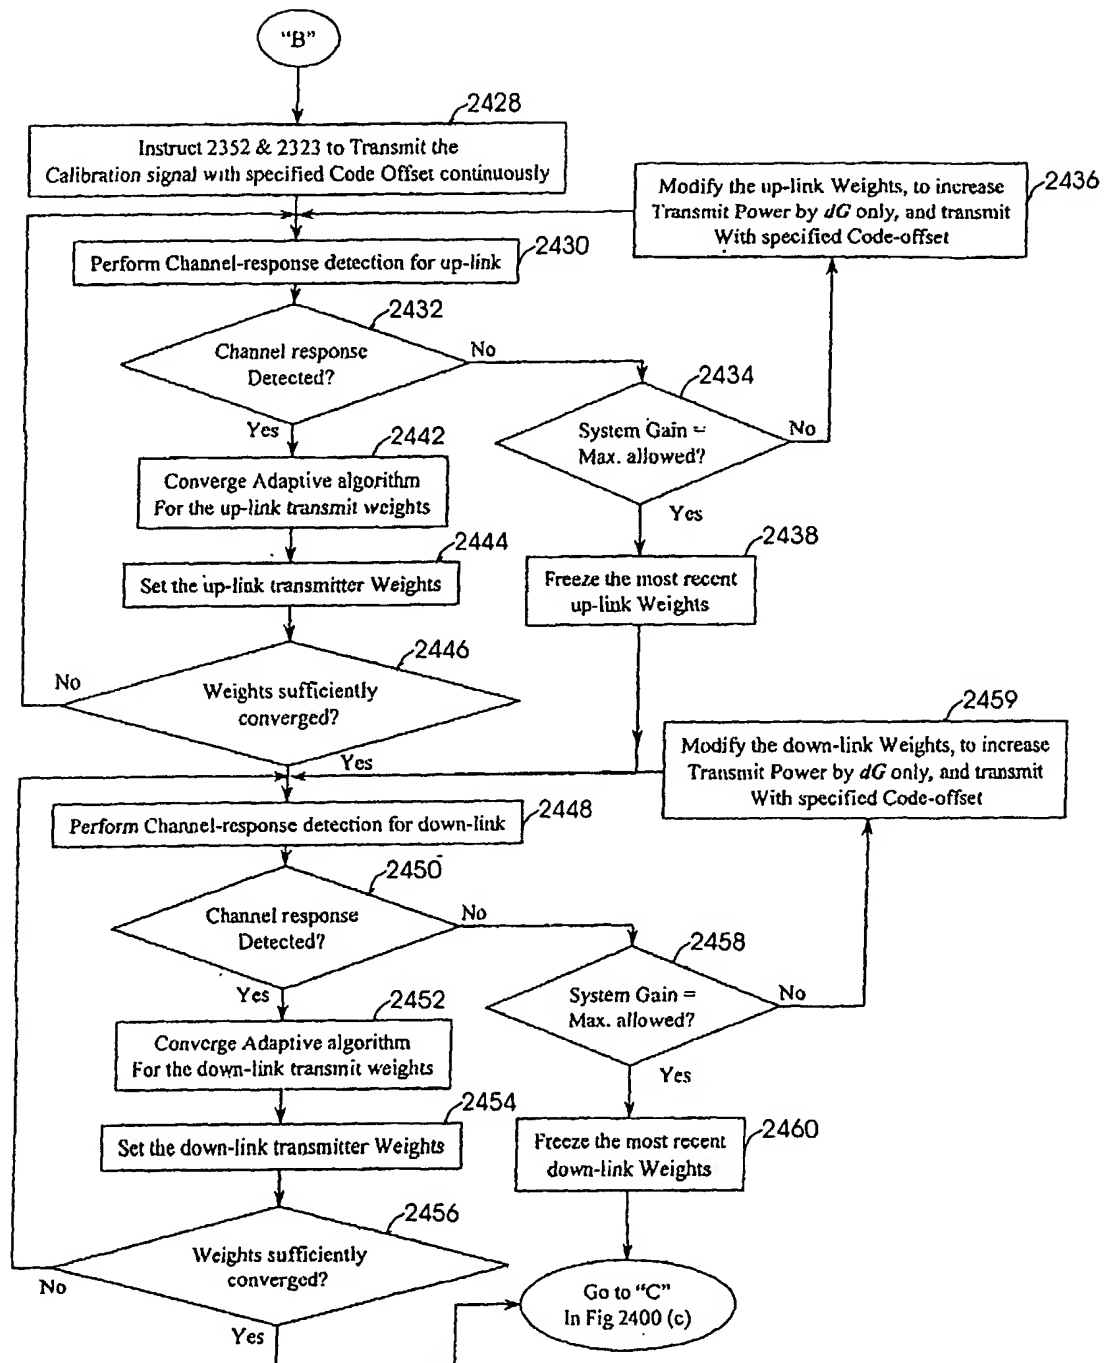 "B"
2428
Instruct 2352 & 2323 to Transmit the
Calibration signal with specified Code Offset continuously
2436
Modify the up-link Weights, to increase
Transmit Power by dG only, and transmit
With specified Code-offset
2430
Perform Channel-response detection for up-link
2432
Channel response
Detected?
No
Yes
2434
System Gain =
Max. allowed?
No
Yes
2442
Converge Adaptive algorithm
For the up-link transmit weights
2444
Set the up-link transmitter Weights
2438
Freeze the most recent
up-link Weights
2446
Weights sufficiently
converged?
No
Yes
2459
Modify the down-link Weights, to increase
Transmit Power by dG only, and transmit
With specified Code-offset
2448
Perform Channel-response detection for down-link
2450
Channel response
Detected?
No
Yes
2458
System Gain =
Max. allowed?
No
Yes
2452
Converge Adaptive algorithm
For the down-link transmit weights
2454
Set the down-link transmitter Weights
2460
Freeze the most recent
down-link Weights
2456
Weights sufficiently
converged?
No
Yes
Go to "C"
In Fig 2400 (c)